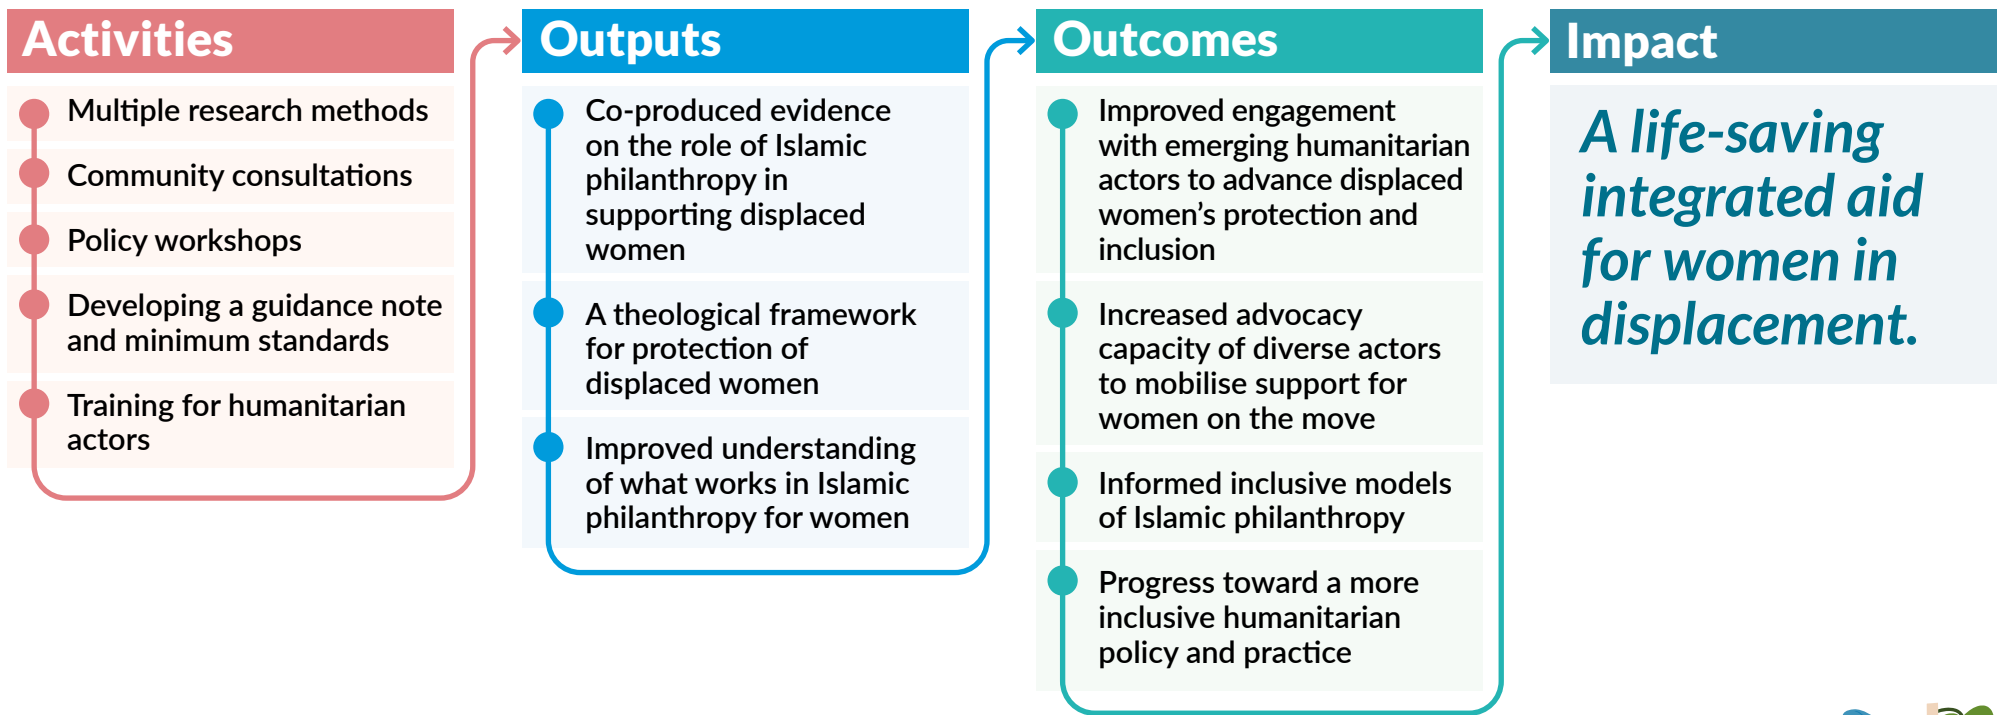 Activities
Multiple research methods
Community consultations
Policy workshops
Developing a guidance note
and minimum standards
Training for humanitarian
actors
Outputs
Co-produced evidence
on the role of Islamic
philanthropy in
supporting displaced
women
A theological framework
for protection of
displaced women
Improved understanding
of what works in Islamic
philanthropy for women
Outcomes
Improved engagement
with emerging humanitarian
actors to advance displaced
women’s protection and
inclusion
Increased advocacy
capacity of diverse actors
to mobilise support for
women on the move
Informed inclusive models
of Islamic philanthropy
Progress toward a more
inclusive humanitarian
policy and practice
Impact
A life-saving
integrated aid
for women in
displacement.